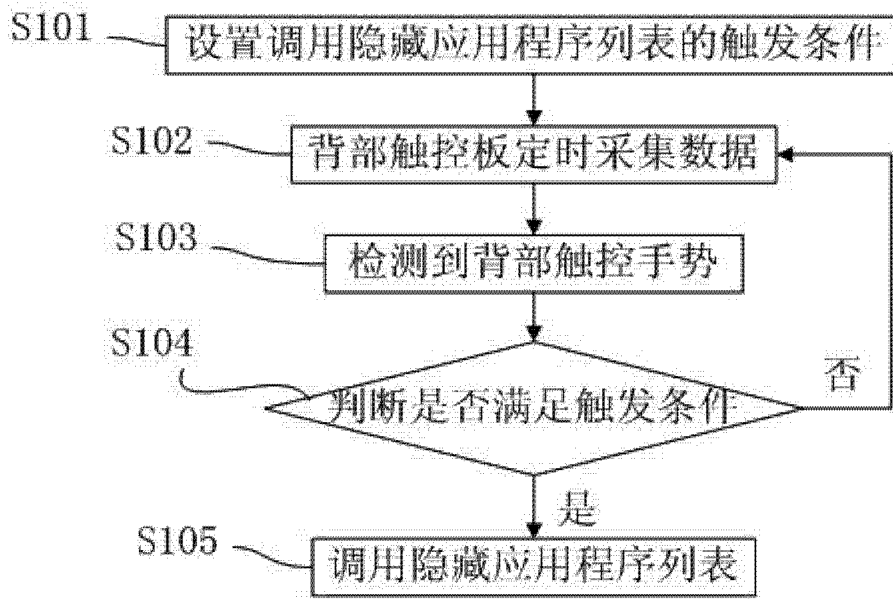 S101
设置调用隐藏应用程序列表的触发条件
S102
背部触控板定时采集数据
S103
检测到背部触控手势
S104
判断是否满足触发条件
否
是
S105
调用隐藏应用程序列表